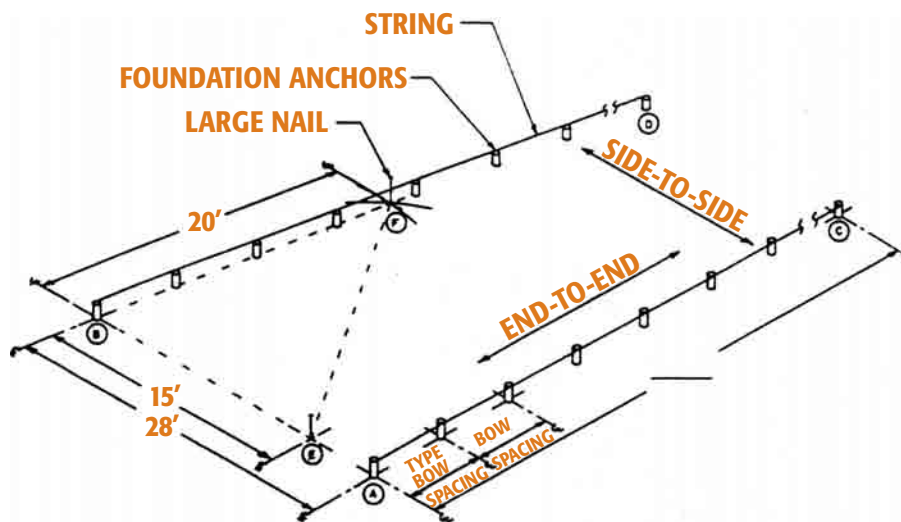 STRING
FOUNDATION ANCHORS
LARGE NAIL
D
SIDE-TO-SIDE
20'
F
C
END-TO-END
B
15'
28'
E
BOW
SPACING
TYPE
BOW
SPACING
A